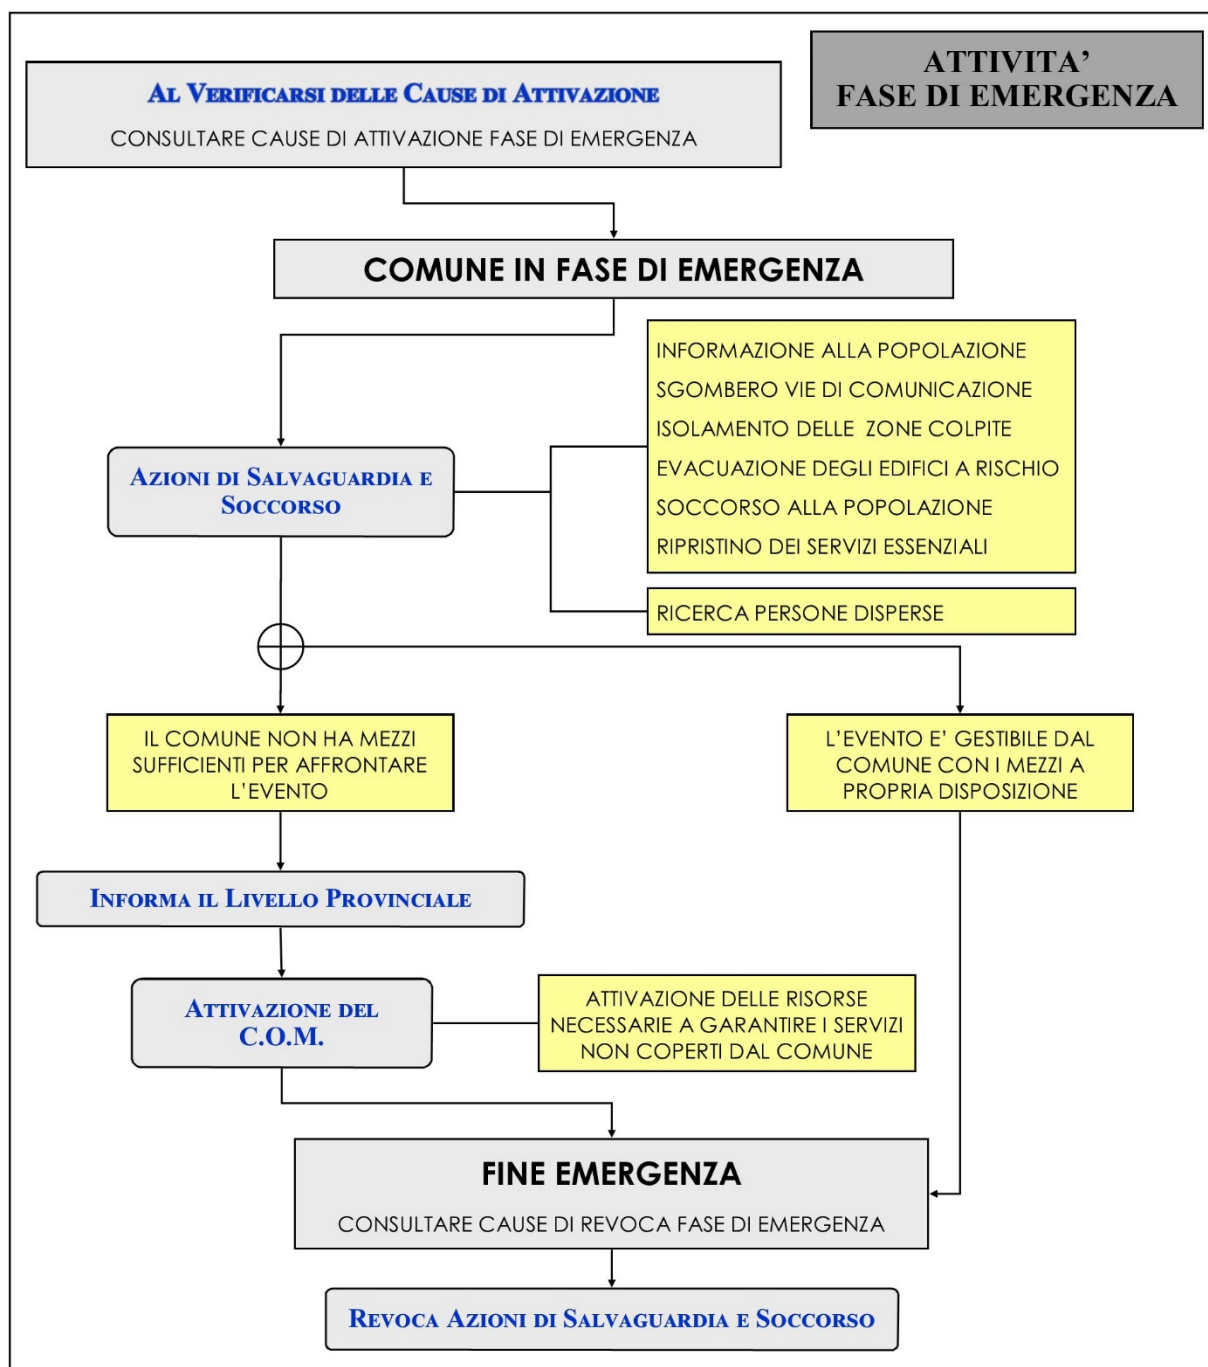 ATTIVITA’
FASE DI EMERGENZA
AL VERIFICARSI DELLE CAUSE DI ATTIVAZIONE
CONSULTARE CAUSE DI ATTIVAZIONE FASE DI EMERGENZA
COMUNE IN FASE DI EMERGENZA
INFORMAZIONE ALLA POPOLAZIONE
SGOMBERO VIE DI COMUNICAZIONE
ISOLAMENTO DELLE ZONE COLPITE
EVACUAZIONE DEGLI EDIFICI A RISCHIO
SOCCORSO ALLA POPOLAZIONE
RIPRISTINO DEI SERVIZI ESSENZIALI
AZIONI DI SALVAGUARDIA E
SOCCORSO
RICERCA PERSONE DISPERSE
IL COMUNE NON HA MEZZI
SUFFICIENTI PER AFFRONTARE
L’EVENTO
L’EVENTO E’ GESTIBILE DAL
COMUNE CON I MEZZI A
PROPRIA DISPOSIZIONE
INFORMA IL LIVELLO PROVINCIALE
ATTIVAZIONE DEL
C.O.M.
ATTIVAZIONE DELLE RISORSE
NECESSARIE A GARANTIRE I SERVIZI
NON COPERTI DAL COMUNE
FINE EMERGENZA
CONSULTARE CAUSE DI REVOCA FASE DI EMERGENZA
REVOCA AZIONI DI SALVAGUARDIA E SOCCORSO